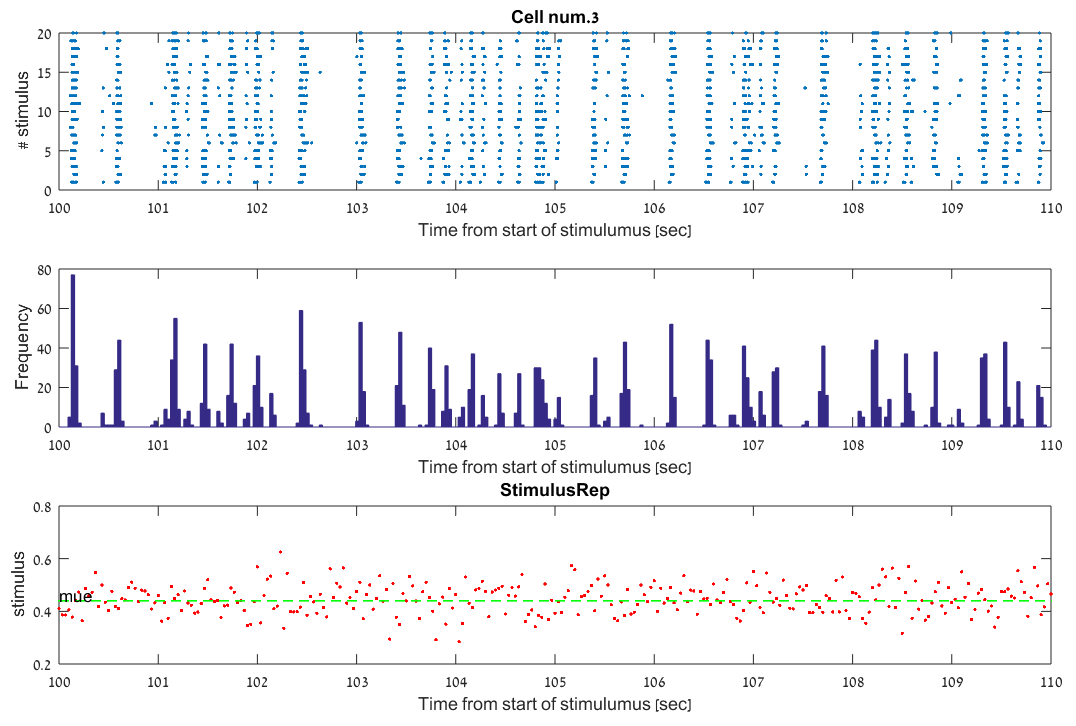 Cell num.3
# stimulus
20
15
10
5
0
100 101 102 103 104 105 106 107 108 109 110
Time from start of stimulumus [sec]
Frequency
80
60
40
20
0
100 101 102 103 104 105 106 107 108 109 110
Time from start of stimulumus [sec]
StimulusRep
stimulus
0.8
0.6
mue
0.4
0.2
100 101 102 103 104 105 106 107 108 109 110
Time from start of stimulumus [sec]